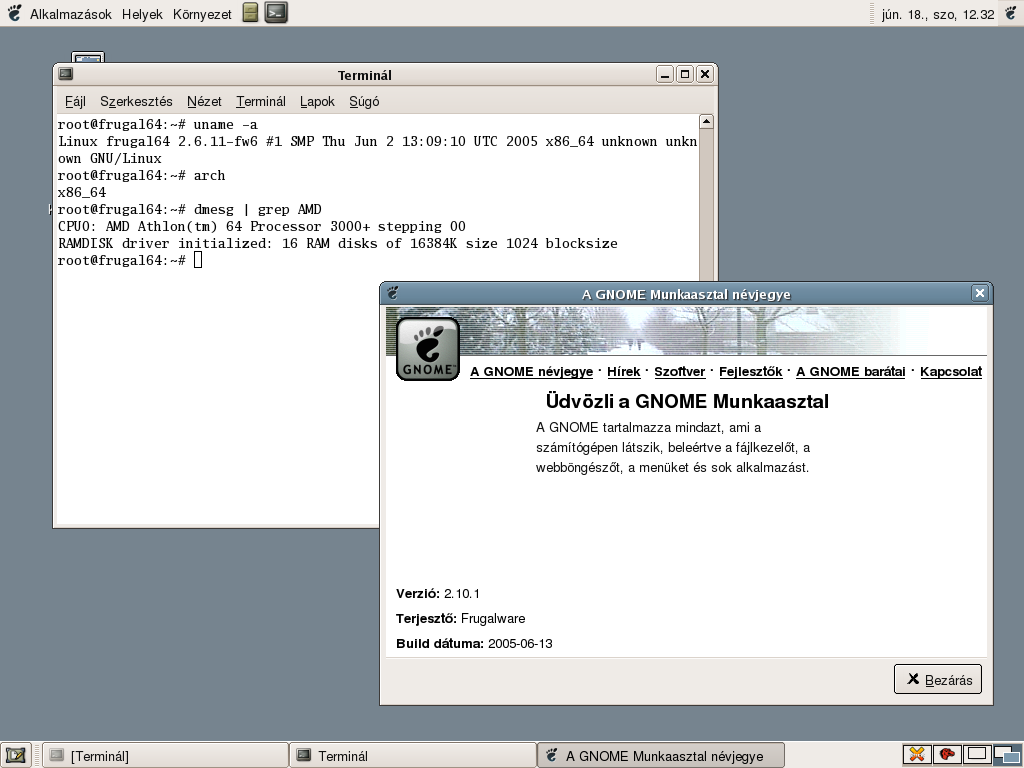 Alkalmazások Helyek Környezet
jún. 18., szo, 12.32
Terminál
Fájl Szerkesztés Nézet Terminál Lapok Súgó
root@frugal64:~# uname -a
Linux frugal64 2.6.11-fw6 #1 SMP Thu Jun 2 13:09:10 UTC 2005 x86_64 unknown unkn
own GNU/Linux
root@frugal64:~# arch
x86_64
root@frugal64:~# dmesg | grep AMD
CPU0: AMD Athlon(tm) 64 Processor 3000+ stepping 00
RAMDISK driver initialized: 16 RAM disks of 16384K size 1024 blocksize
root@frugal64:~#
A GNOME Munkaasztal névjegye
GNOME™
A GNOME névjegye · Hírek · Szoftver · Fejlesztők · A GNOME barátai · Kapcsolat
Üdvözli a GNOME Munkaasztal
A GNOME tartalmazza mindazt, ami a
számítógépen látszik, beleértve a fájlkezelőt, a
webböngészőt, a menüket és sok alkalmazást.
Verzió: 2.10.1
Terjesztő: Frugalware
Build dátuma: 2005-06-13
Bezárás
[Terminál] Terminál A GNOME Munkaasztal névjegye